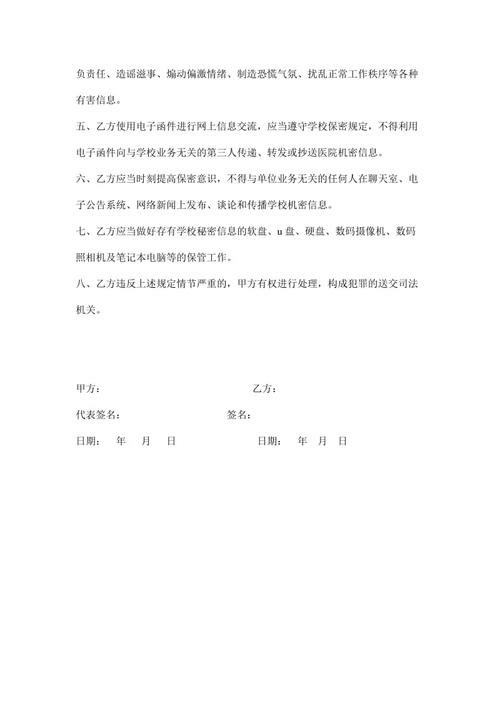 负责任、造谣滋事、煽动偏激情绪、制造恐慌气氛、扰乱正常工作秩序等各种
有害信息。
五、乙方使用电子函件进行网上信息交流，应当遵守学校保密规定，不得利用
电子函件向与学校业务无关的第三人传递、转发或抄送医院机密信息。
六、乙方应当时刻提高保密意识，不得与单位业务无关的任何人在聊天室、电
子公告系统、网络新闻上发布、谈论和传播学校机密信息。
七、乙方应当做好存有学校秘密信息的软盘、u 盘、硬盘、数码摄像机、数码
照相机及笔记本电脑等的保管工作。
八、乙方违反上述规定情节严重的，甲方有权进行处理，构成犯罪的送交司法
机关。
甲方： 乙方：
代表签名： 签名：
日期： 年 月 日 日期： 年 月 日